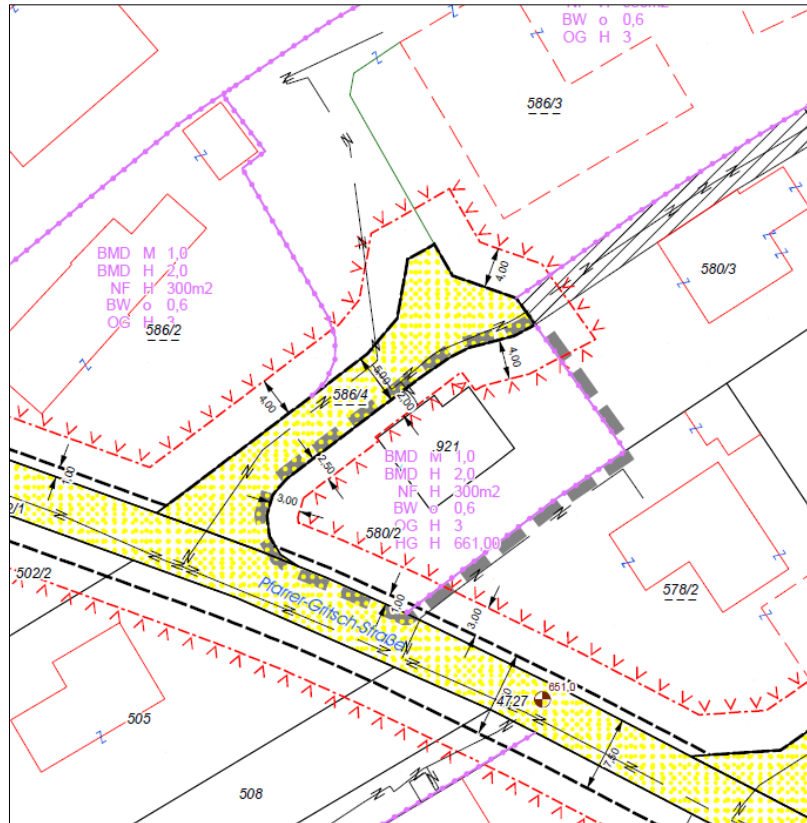 BW o 0,6
OG H 3
586/3
BMD M 1,0
BMD H 2,0
NF H 300m2
BW o 0,6
OG H 3
586/2
4,00
580/3
4,00
4,00
5,00
2,00
586/4
.921
BMD M 1,0
BMD H 2,0
NF H 300m2
BW o 0,6
OG H 3
HG H 661,00
2,50
3,00
580/2
1,00
2/1
502/2
Pfarrer-Gritsch-Straße
578/2
3,00
651,0
4727
7,50
505
508